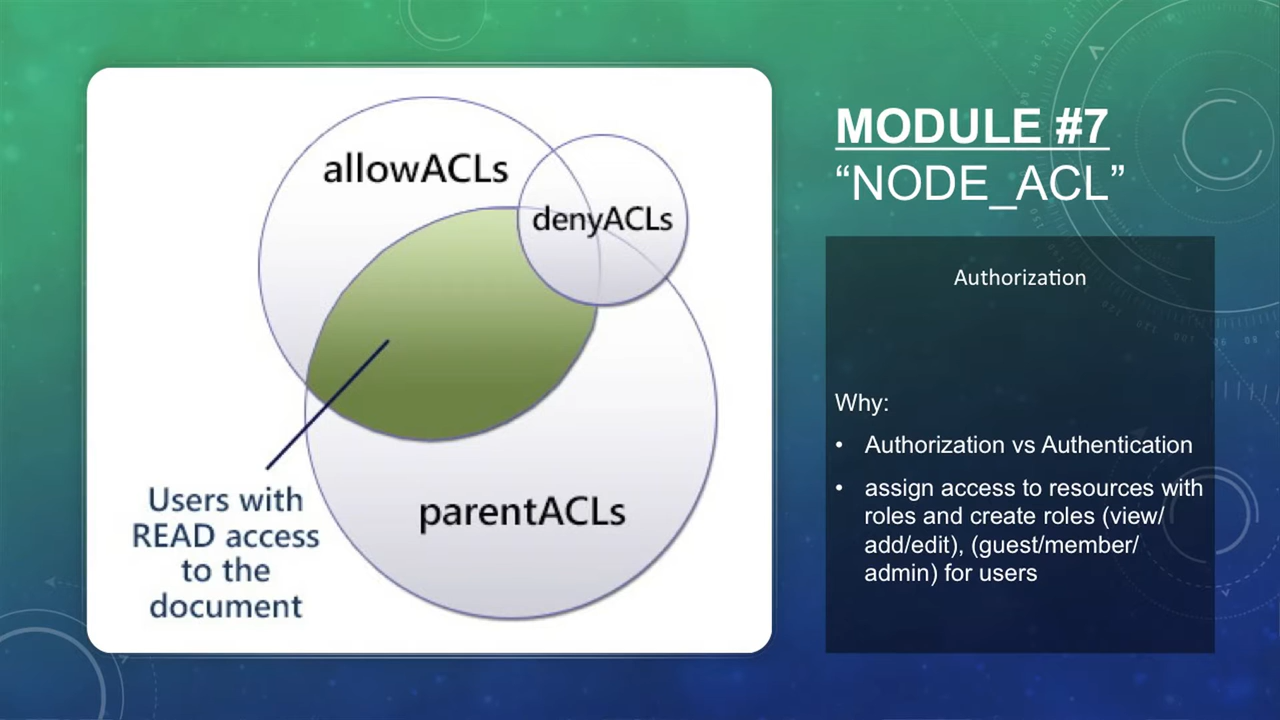 allowACLs
denyACLs
parentACLs
Users with
READ access
to the
document
MODULE #7
“NODE_ACL”
Authorization
Why:
• Authorization vs Authentication
• assign access to resources with
roles and create roles (view/
add/edit), (guest/member/
admin) for users